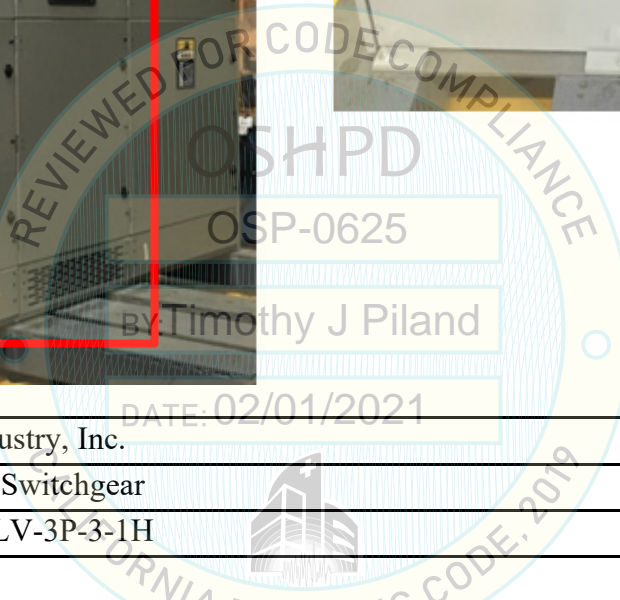 REVIEWED FOR CODE COMPLIANCE
OSHPD
OSP-0625
BY:Timothy J Piland
DATE: 02/01/2021
ustry, Inc.
Switchgear
LV-3P-3-1H
CALIFORNIA
CODE, 2019